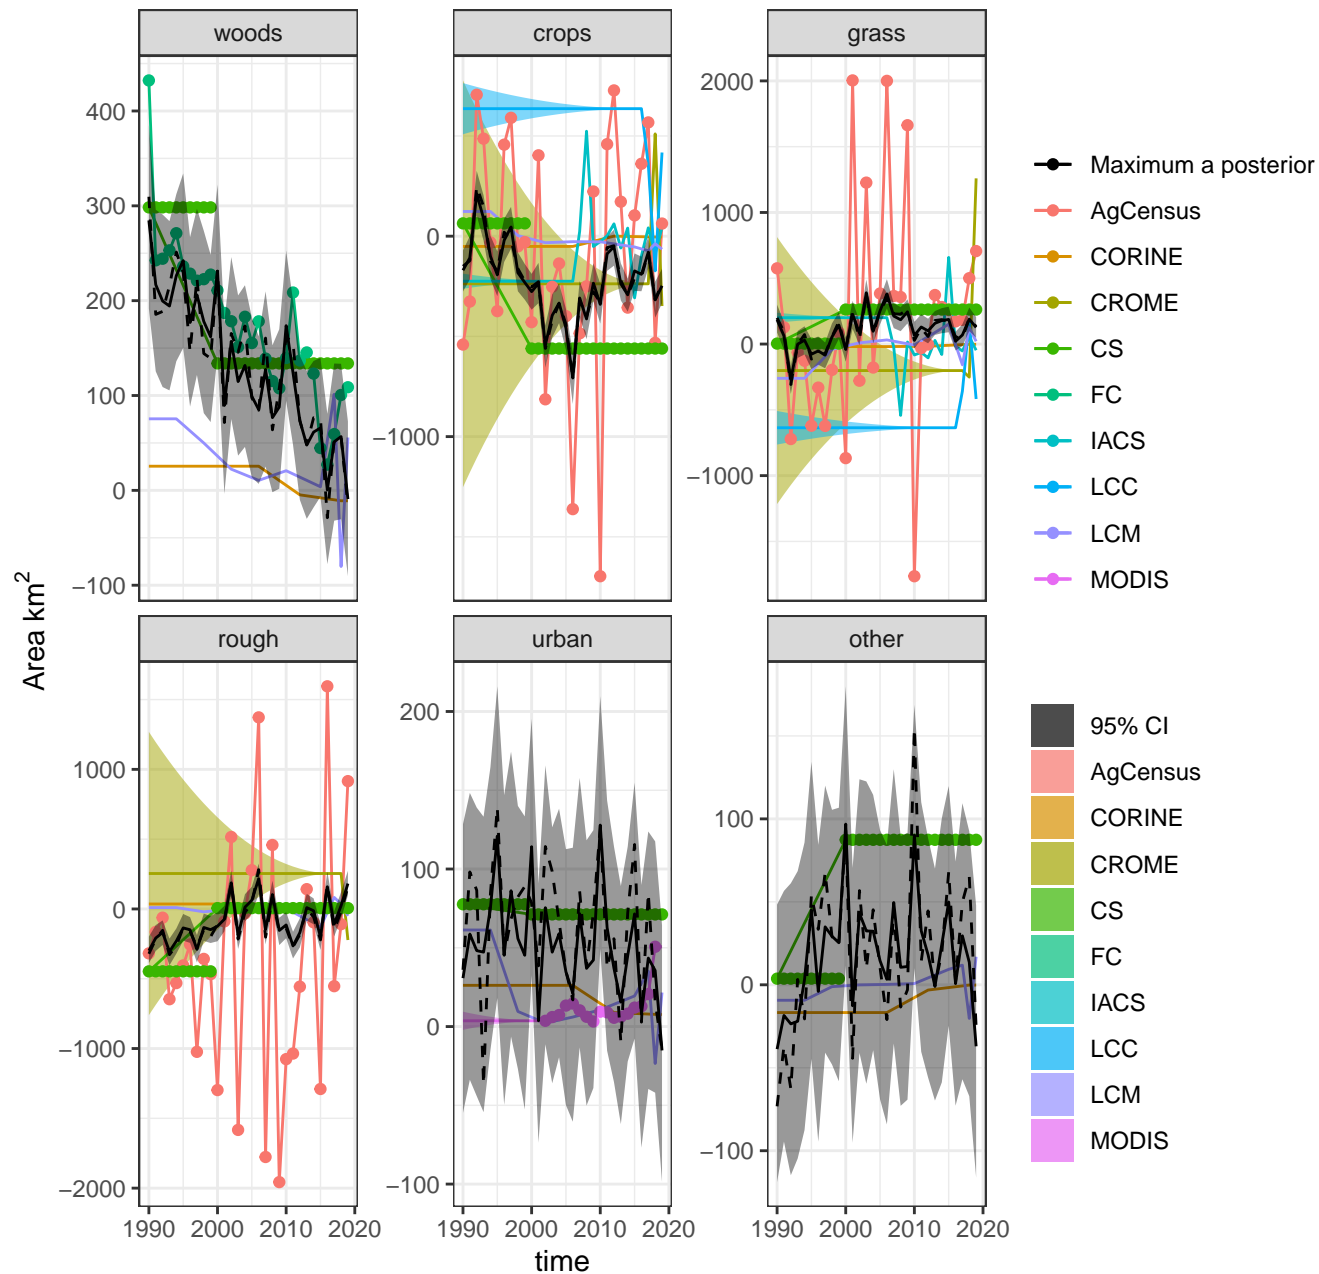 woods
crops
grass
400
300
200
100
0
−100
0
−1000
2000
1000
0
−1000
rough
urban
other
1000
0
−1000
−2000
200
100
0
−100
100
0
−100
1990
2000
2010
2020
1990
2000
2010
2020
1990
2000
2010
2020
time
Area km²
Maximum a posterior
AgCensus
CORINE
CROME
CS
FC
IACS
LCC
LCM
MODIS
95% CI
AgCensus
CORINE
CROME
CS
FC
IACS
LCC
LCM
MODIS